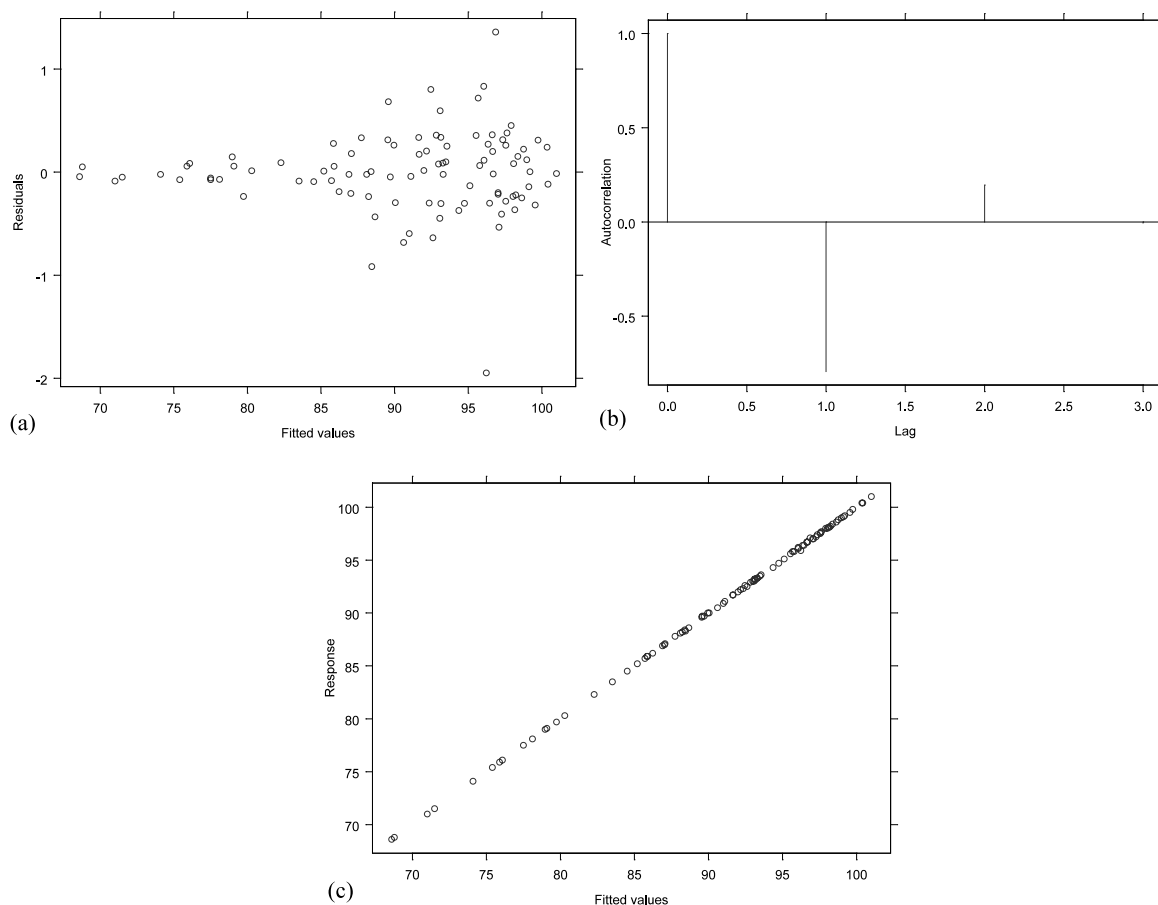 1
0
-1
-2
Residuals
70 75 80 85 90 95 100
Fitted values
(a)
1.0
0.5
0.0
-0.5
Autocorrelation
0.0 0.5 1.0 1.5 2.0 2.5 3.0
Lag
(b)
100
95
90
85
80
75
70
Response
70 75 80 85 90 95 100
Fitted values
(c)